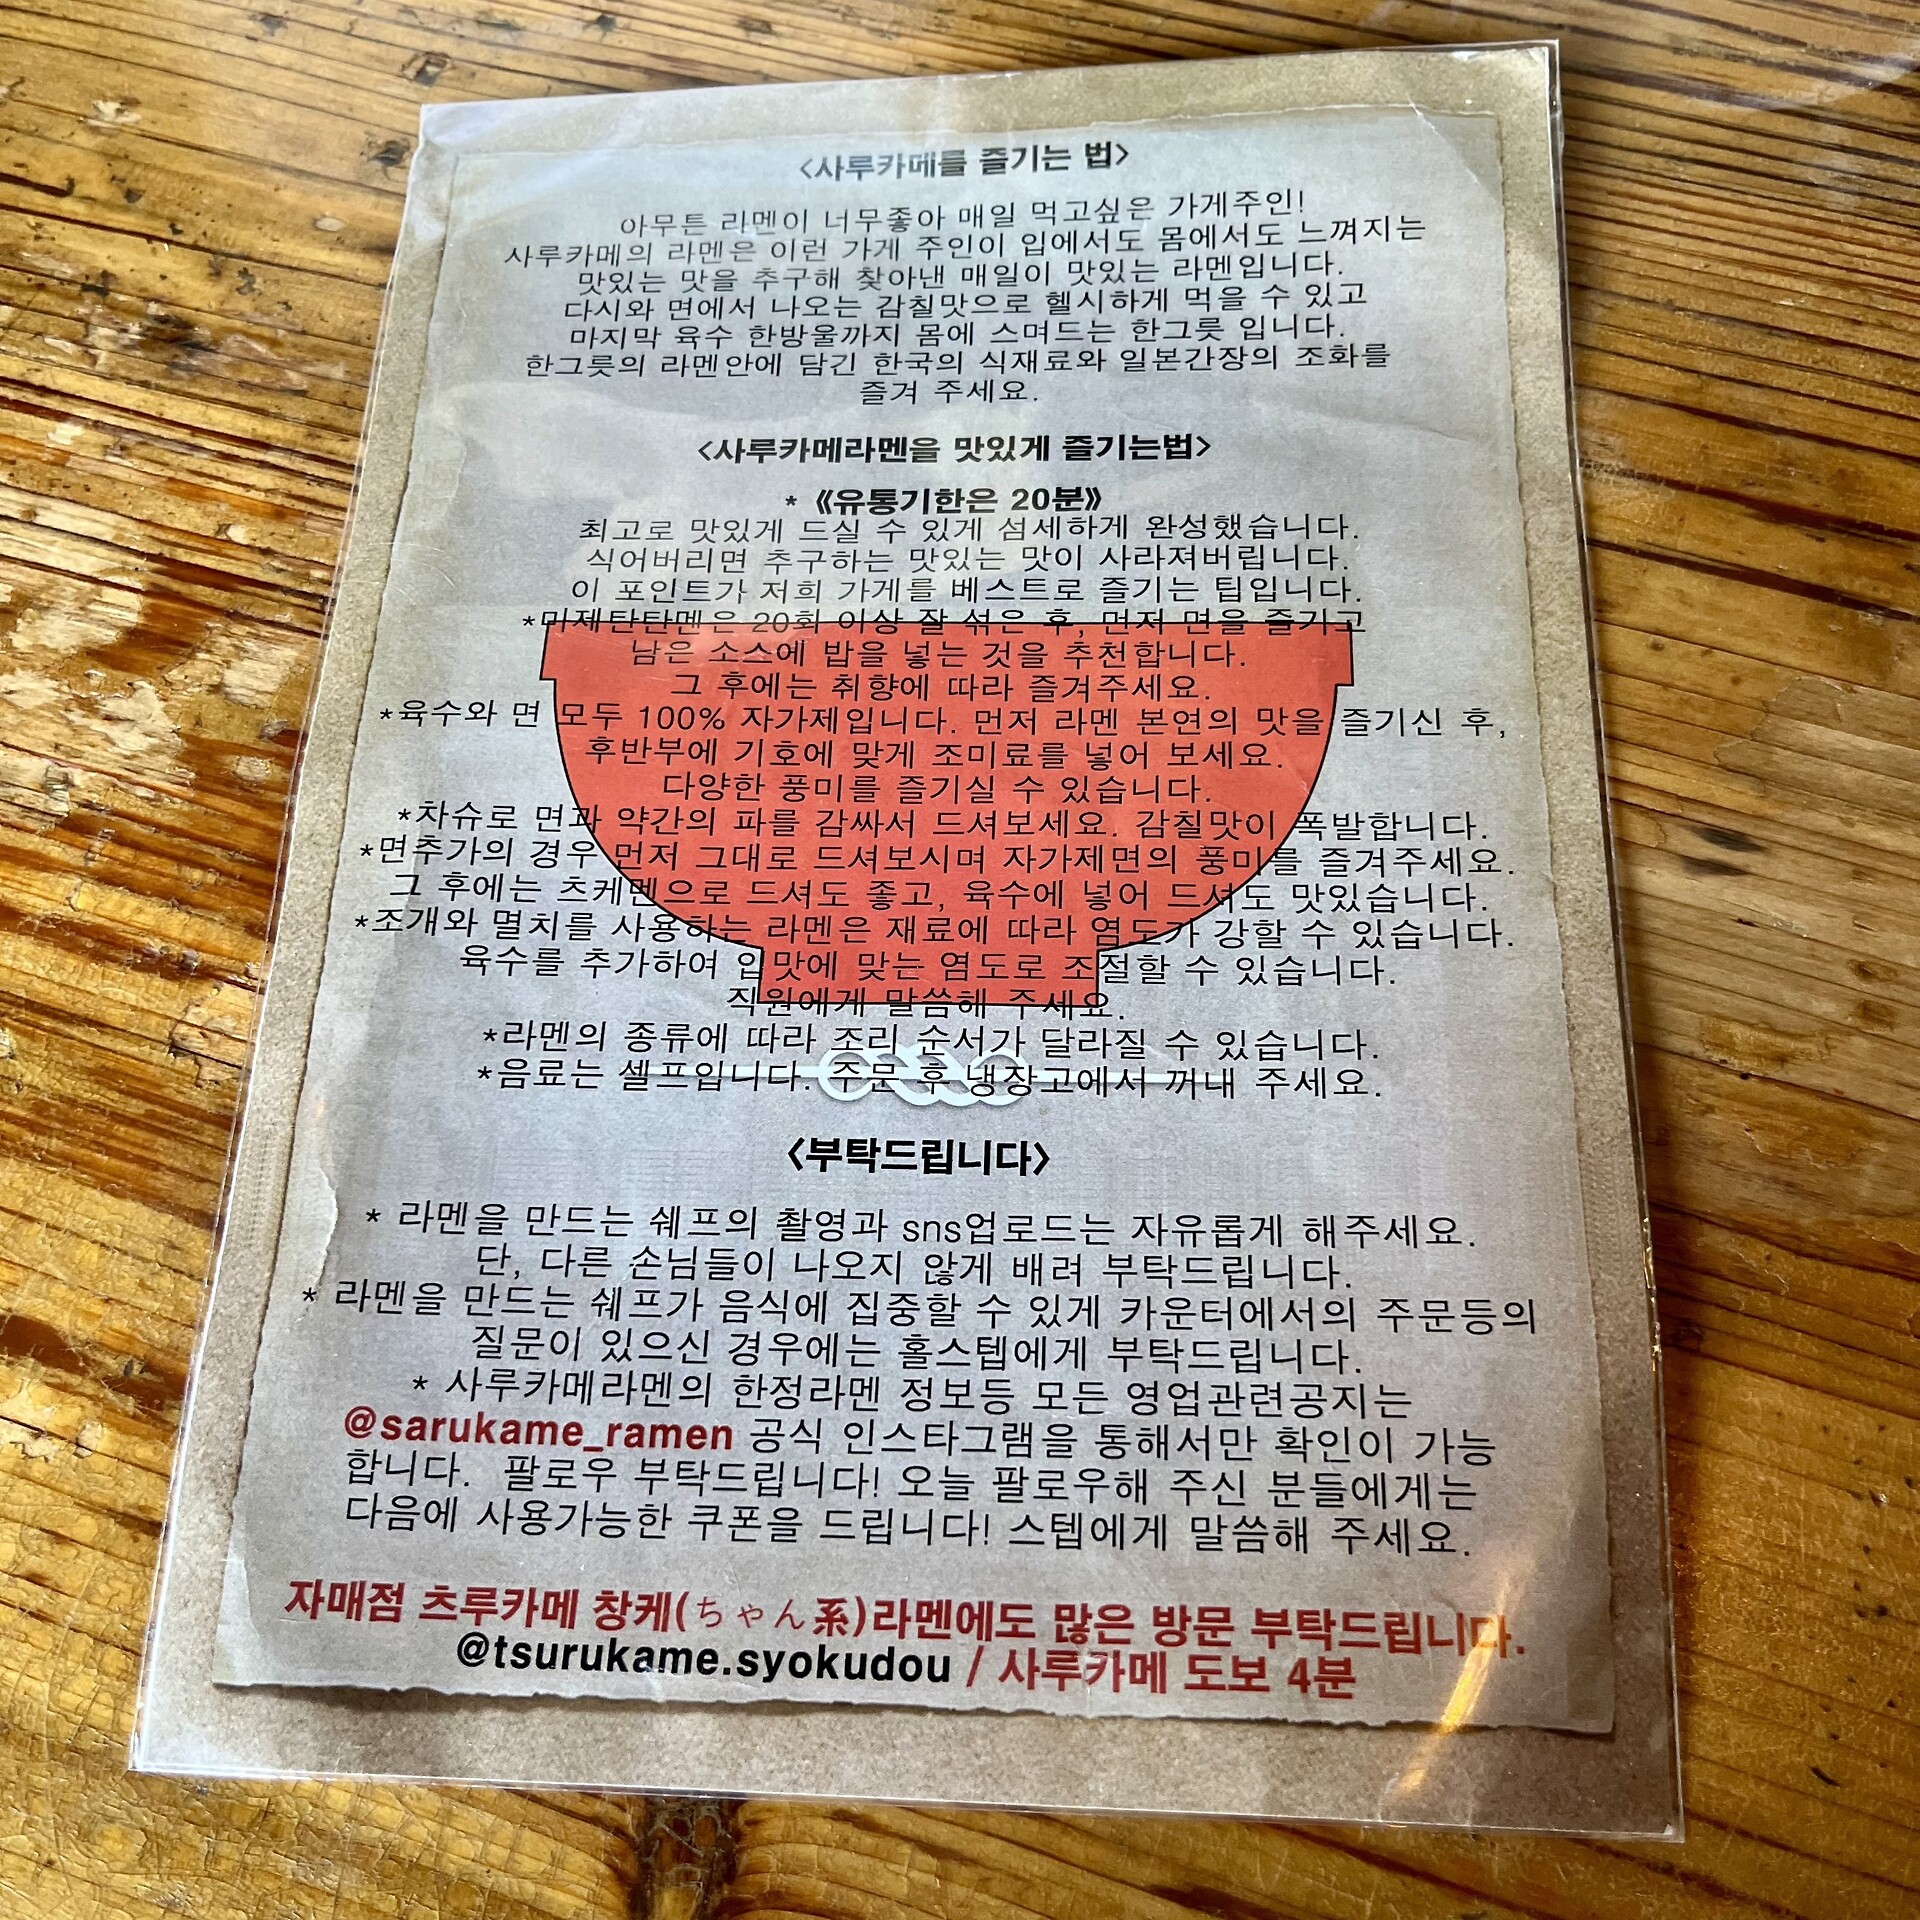 <사루카메를 즐기는 법>
아무튼 라멘이 너무좋아 매일 먹고싶은 가게주인!
사루카메의 라멘은 이런 가게 주인이 입에서도 몸에서도 느껴지는
맛있는 맛을 추구해 찾아낸 매일이 맛있는 라멘입니다.
다시와 면에서 나오는 감칠맛으로 헬시하게 먹을 수 있고
마지막 육수 한방울까지 몸에 스며드는 한그릇 입니다.
한그릇의 라멘안에 담긴 한국의 식재료와 일본간장의 조화를
즐겨 주세요.
<사루카메라멘을 맛있게 즐기는법>
* 《유통기한은 20분》
최고로 맛있게 드실 수 있게 섬세하게 완성했습니다.
식어버리면 추구하는 맛있는 맛이 사라져버립니다.
이 포인트가 저희 가게를 베스트로 즐기는 팁입니다.
*마제탄탄멘은 20회 이상 잘 섞은 후, 먼저 면을 즐기고
남은 소스에 밥을 넣는 것을 추천합니다.
그 후에는 취향에 따라 즐겨주세요.
*육수와 면 모두 100% 자가제입니다. 먼저 라멘 본연의 맛을 즐기신 후,
후반부에 기호에 맞게 조미료를 넣어 보세요.
다양한 풍미를 즐기실 수 있습니다.
*차슈로 면과 약간의 파를 감싸서 드셔보세요. 감칠맛이 폭발합니다.
*면추가의 경우 먼저 그대로 드셔보시며 자가제면의 풍미를 즐겨주세요.
그 후에는 츠케멘으로 드셔도 좋고, 육수에 넣어 드셔도 맛있습니다.
*조개와 멸치를 사용하는 라멘은 재료에 따라 염도가 강할 수 있습니다.
육수를 추가하여 입맛에 맞는 염도로 조절할 수 있습니다.
직원에게 말씀해 주세요.
*라멘의 종류에 따라 조리 순서가 달라질 수 있습니다.
*음료는 셀프입니다. 주문 후 냉장고에서 꺼내 주세요.
<부탁드립니다>
* 라멘을 만드는 쉐프의 촬영과 sns업로드는 자유롭게 해주세요.
단, 다른 손님들이 나오지 않게 배려 부탁드립니다.
* 라멘을 만드는 쉐프가 음식에 집중할 수 있게 카운터에서의 주문등의
질문이 있으신 경우에는 홀스텝에게 부탁드립니다.
* 사루카메라멘의 한정라멘 정보등 모든 영업관련공지는
@sarukame_ramen 공식 인스타그램을 통해서만 확인이 가능
합니다. 팔로우 부탁드립니다! 오늘 팔로우해 주신 분들에게는
다음에 사용가능한 쿠폰을 드립니다! 스텝에게 말씀해 주세요.
자매점 츠루카메 창케(ちゃん系)라멘에도 많은 방문 부탁드립니다.
@tsurukame.syokudou / 사루카메 도보 4분